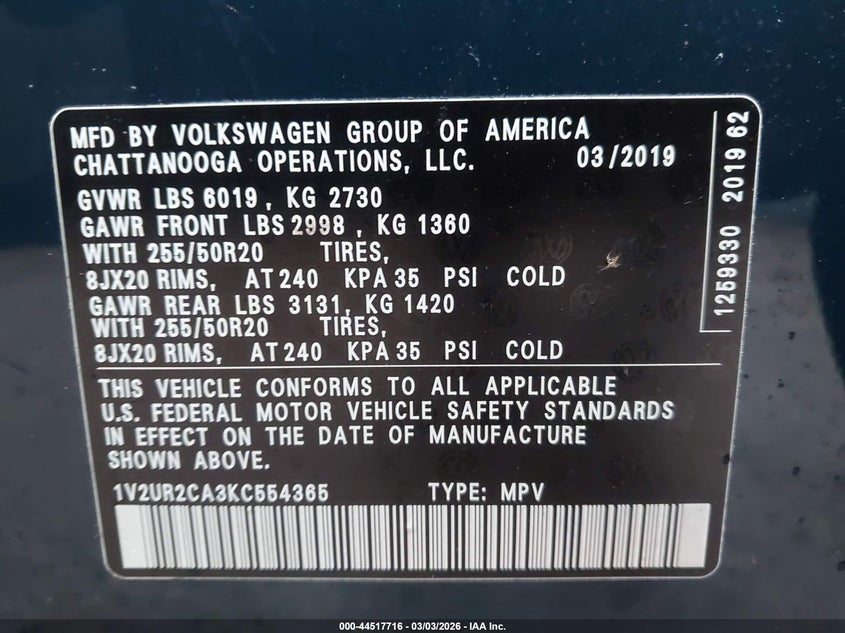 MFD BY VOLKSWAGEN GROUP OF AMERICA
CHATTANOOGA OPERATIONS, LLC. 03/2019
GVWR LBS 6019, KG 2730
GAWR FRONT LBS 2998, KG 1360
WITH 255/50R20 TIRES,
8JX20 RIMS, AT 240 KPA 35 PSI COLD
GAWR REAR LBS 3131, KG 1420
WITH 255/50R20 TIRES,
8JX20 RIMS, AT 240 KPA 35 PSI COLD
THIS VEHICLE CONFORMS TO ALL APPLICABLE
U.S. FEDERAL MOTOR VEHICLE SAFETY STANDARDS
IN EFFECT ON THE DATE OF MANUFACTURE
SHOWN ABOVE.
1V2UR2CA3KC554365 TYPE: MPV
1259330 2019 62
000-44517716 - 03/03/2026 - IAA Inc.